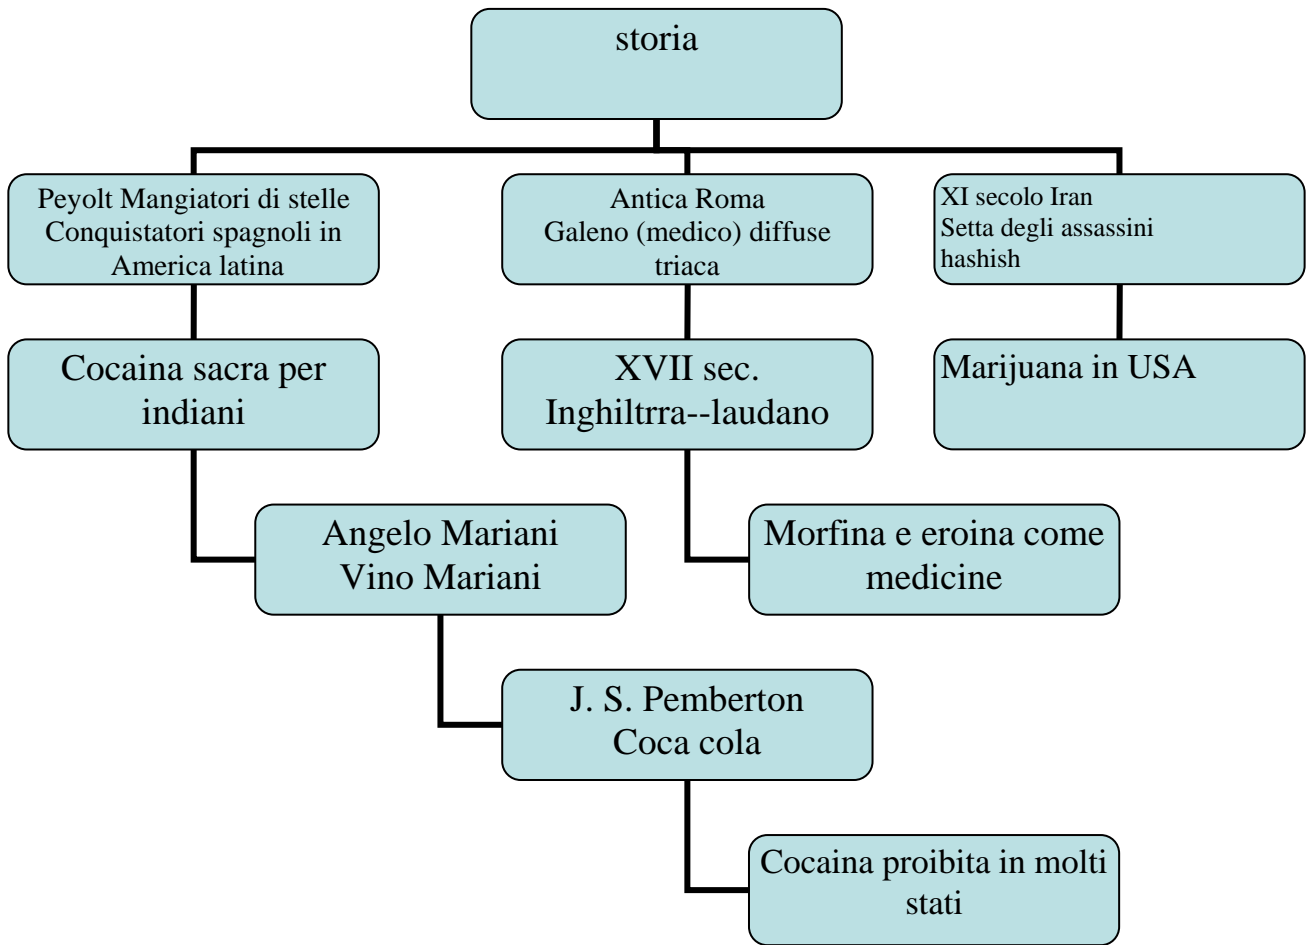 storia
Peyolt Mangiatori di stelle
Conquistatori spagnoli in
America latina
Antica Roma
Galeno (medico) diffuse
triaca
XI secolo Iran
Setta degli assassini
hashish
Cocaina sacra per
indiani
XVII sec.
Inghiltrra--laudano
Marijuana in USA
Angelo Mariani
Vino Mariani
Morfina e eroina come
medicine
J. S. Pemberton
Coca cola
Cocaina proibita in molti
stati